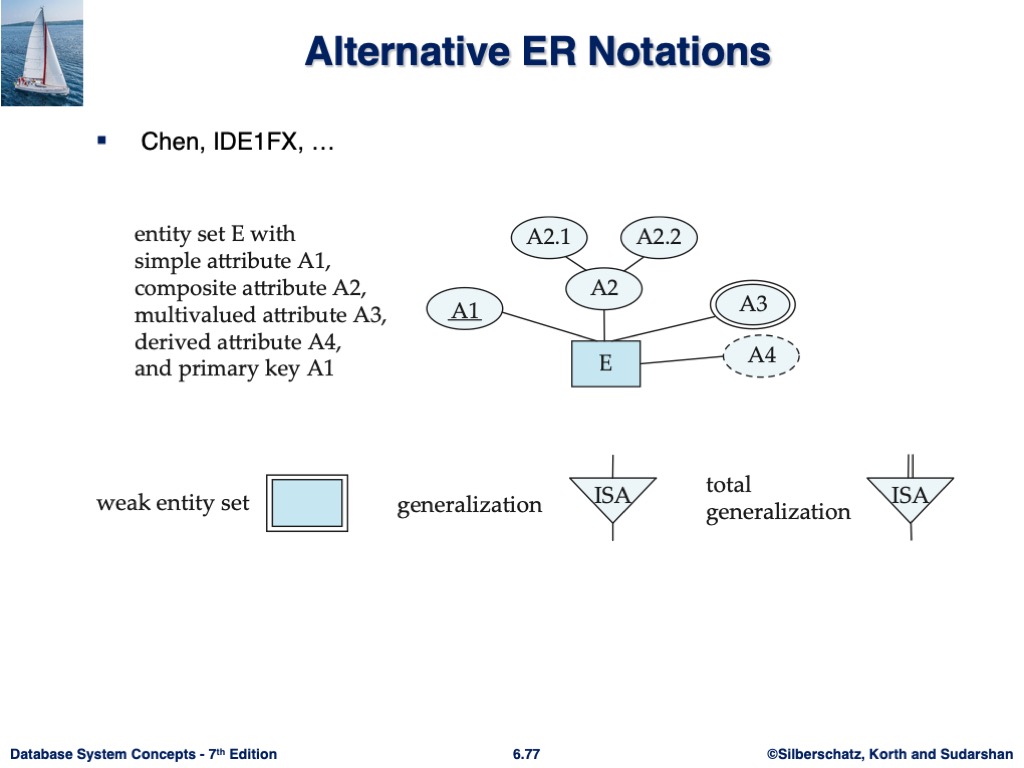 Alternative ER Notations
▪ Chen, IDE1FX, …
entity set E with
simple attribute A1,
composite attribute A2,
multivalued attribute A3,
derived attribute A4,
and primary key A1
A2.1
A2.2
A2
A1
A3
E
A4
weak entity set
generalization
ISA
total
generalization
ISA
Database System Concepts - 7th Edition
6.77
©Silberschatz, Korth and Sudarshan